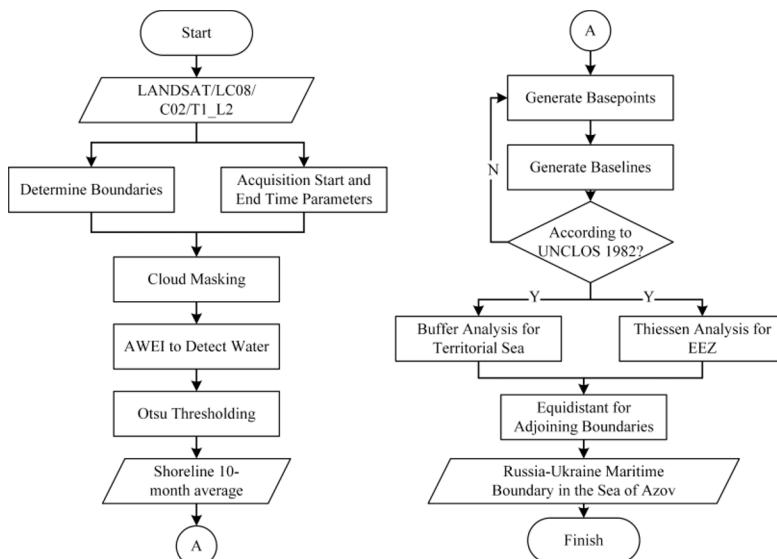 Start
LANDSAT/LC08/
C02/T1_L2
Determine Boundaries
Acquisition Start and
End Time Parameters
Cloud Masking
AWEI to Detect Water
Otsu Thresholding
Shoreline 10-
month average
A
A
Generate Basepoints
N
Generate Baselines
According to
UNCLOS 1982?
Y
Y
Buffer Analysis for
Territorial Sea
Thiessen Analysis for
EEZ
Equidistant for
Adjoining Boundaries
Russia-Ukraine Maritime
Boundary in the Sea of Azov
Finish